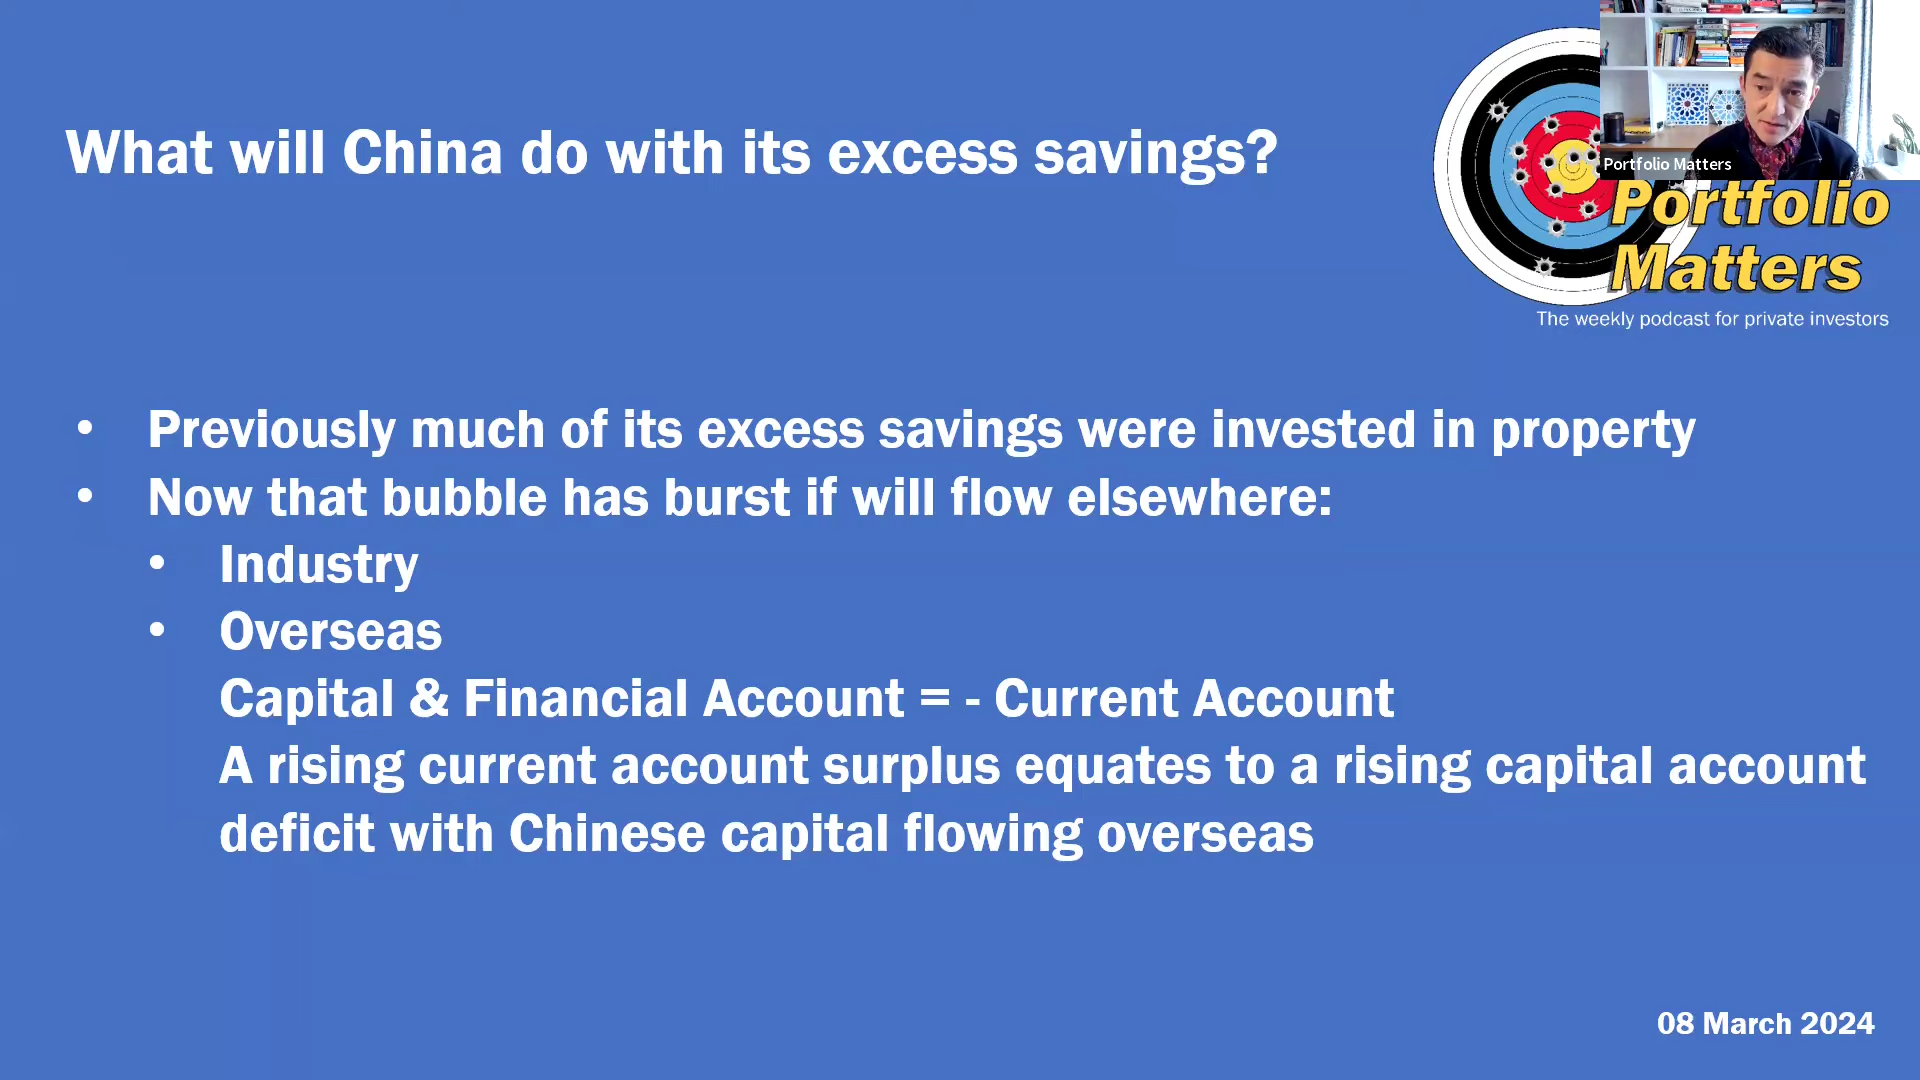 What will China do with its excess savings?
Portfolio Matters
Portfolio
Matters
The weekly podcast for private investors
• Previously much of its excess savings were invested in property
• Now that bubble has burst if will flow elsewhere:
• Industry
• Overseas
Capital & Financial Account = - Current Account
A rising current account surplus equates to a rising capital account
deficit with Chinese capital flowing overseas
08 March 2024